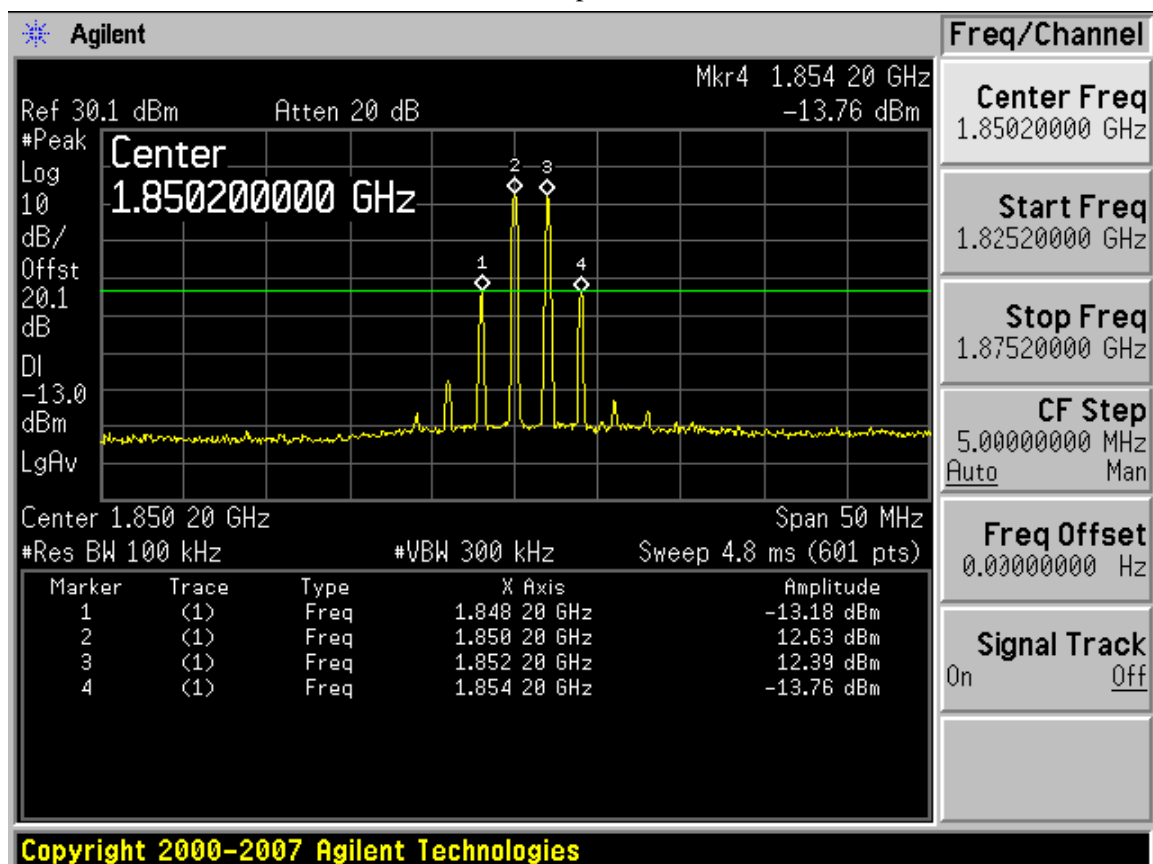 Agilent
Freq/Channel
Mkr4 1.854 20 GHz
Ref 30.1 dBm Atten 20 dB -13.76 dBm
#Peak
Log
10
dB/
Offst
20.1
dB
DI
-13.0
dBm
LgAv
Center
1.850200000 GHz
1
2
3
4
Center 1.850 20 GHz Span 50 MHz
#Res BW 100 kHz #VBW 300 kHz Sweep 4.8 ms (601 pts)
Marker Trace Type X Axis Amplitude
1 (1) Freq 1.848 20 GHz -13.18 dBm
2 (1) Freq 1.850 20 GHz 12.63 dBm
3 (1) Freq 1.852 20 GHz 12.39 dBm
4 (1) Freq 1.854 20 GHz -13.76 dBm
Center Freq
1.85020000 GHz
Start Freq
1.82520000 GHz
Stop Freq
1.87520000 GHz
CF Step
5.00000000 MHz
Auto Man
Freq Offset
0.00000000 Hz
Signal Track
On Off
Copyright 2000-2007 Agilent Technologies